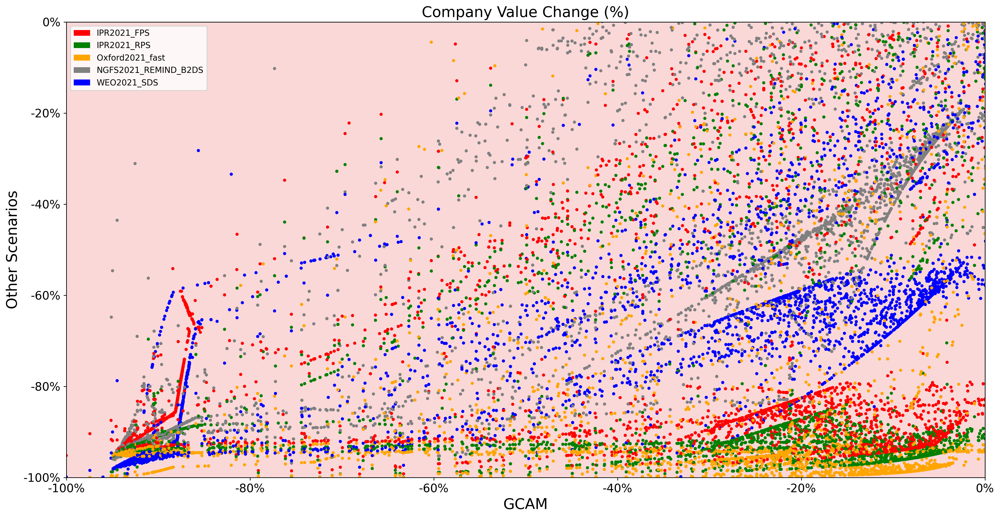 Company Value Change (%)
0%
-20%
-40%
-60%
-80%
-100%
Other Scenarios
IPR2021_FPS
IPR2021_RPS
Oxford2021_fast
NGFS2021_REMIND_B2DS
WEO2021_SDS
-100%
-80%
-60%
-40%
-20%
0%
GCAM